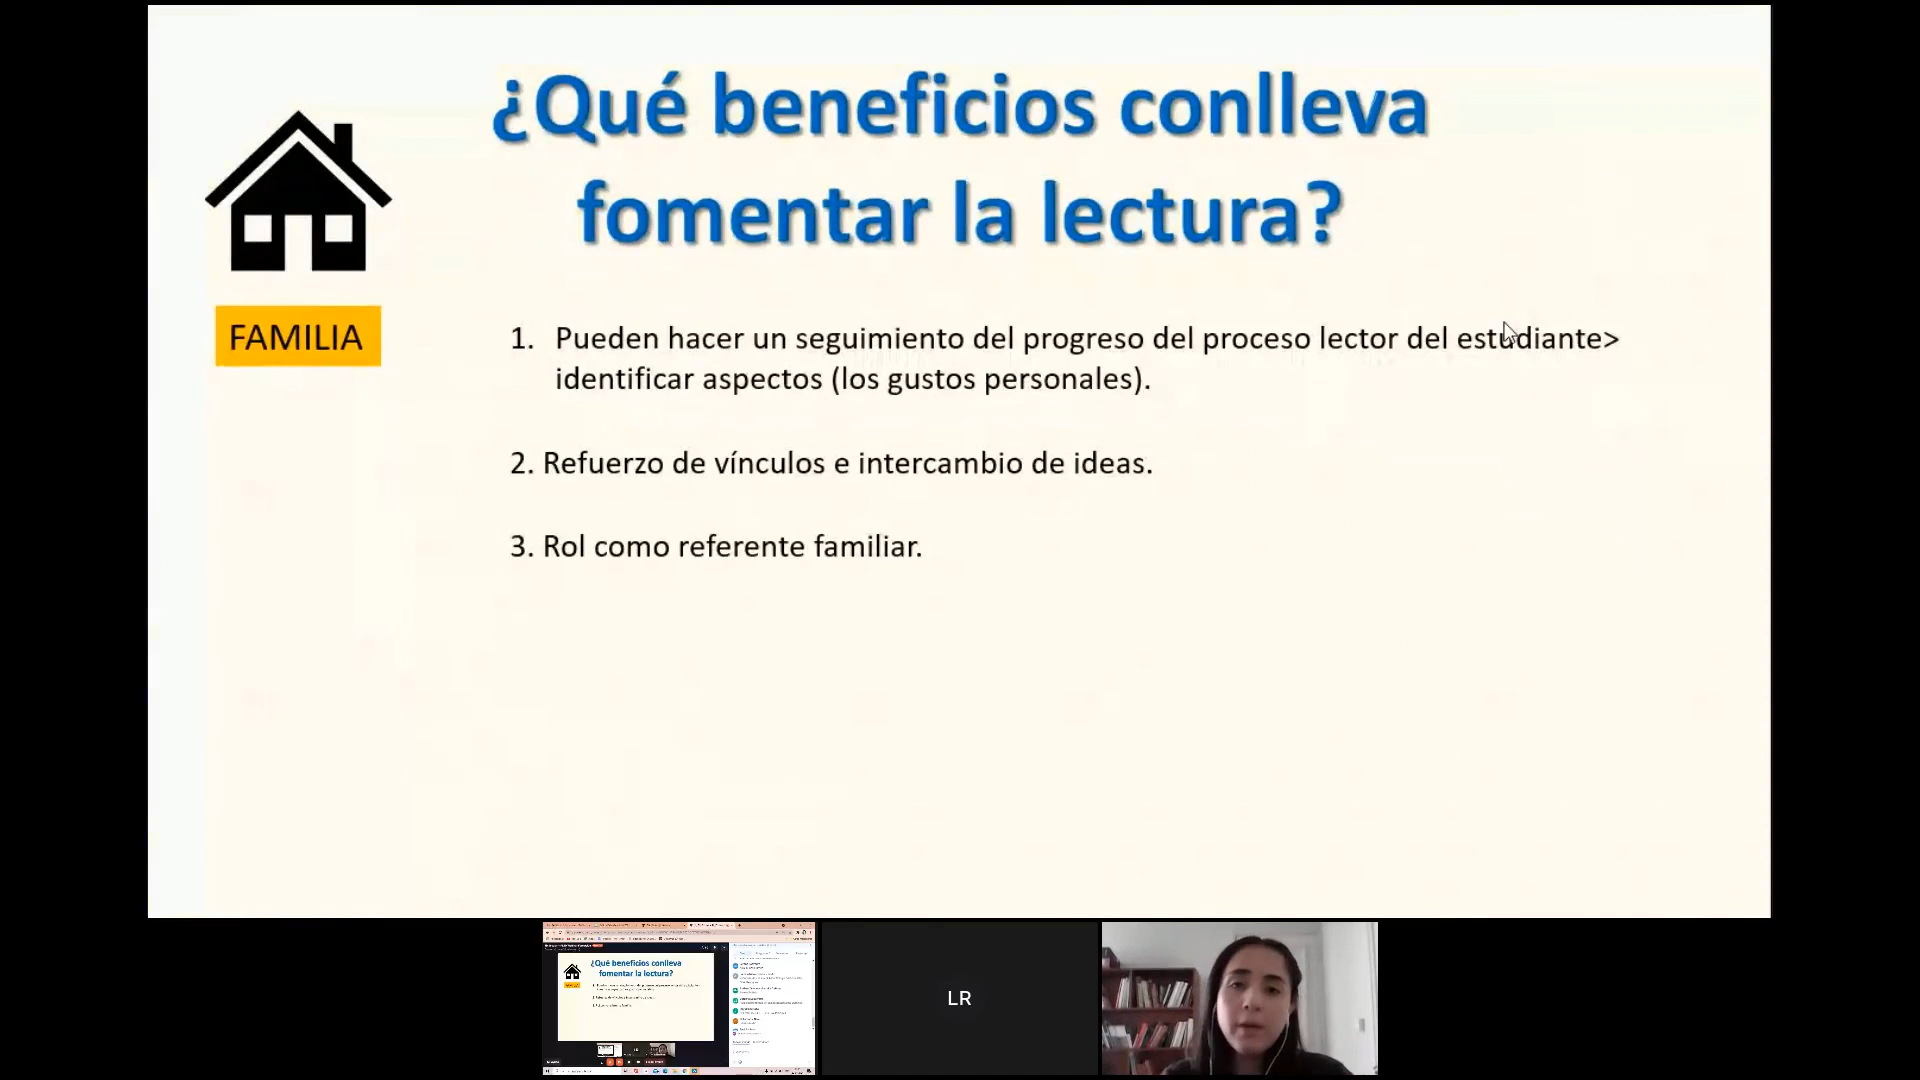 ¿Qué beneficios conlleva
fomentar la lectura?
FAMILIA
1. Pueden hacer un seguimiento del progreso del proceso lector del estudiante>
identificar aspectos (los gustos personales).
2. Refuerzo de vínculos e intercambio de ideas.
3. Rol como referente familiar.
¿Qué beneficios conlleva
fomentar la lectura?
LR